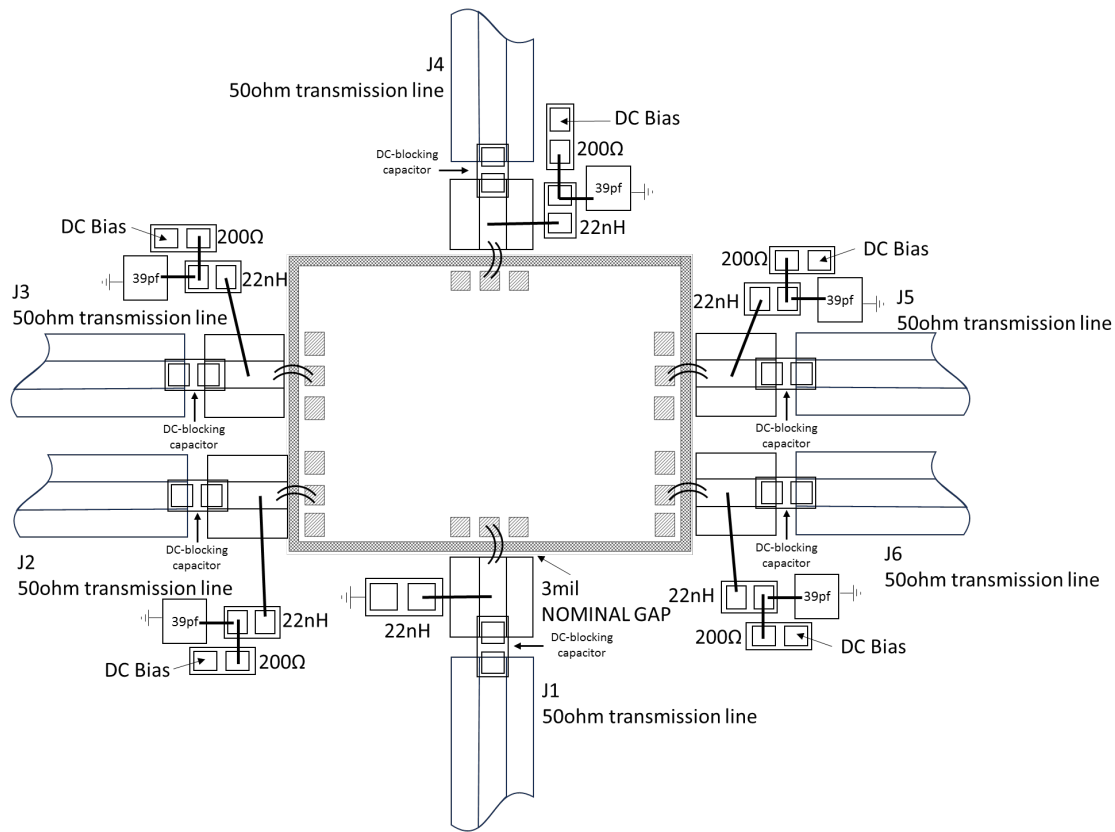 J4
50ohm transmission line
DC Bias
200Ω
DC-blocking
capacitor
39pf
22nH
DC Bias
200Ω
39pf
22nH
J3
50ohm transmission line
DC-blocking
capacitor
DC Bias
200Ω
22nH
39pf
J5
50ohm transmission line
DC-blocking
capacitor
DC-blocking
capacitor
J2
50ohm transmission line
39pf
22nH
DC Bias
200Ω
3mil
NOMINAL GAP
22nH
DC-blocking
capacitor
DC-blocking
capacitor
J6
50ohm transmission line
22nH
39pf
200Ω
DC Bias
J1
50ohm transmission line